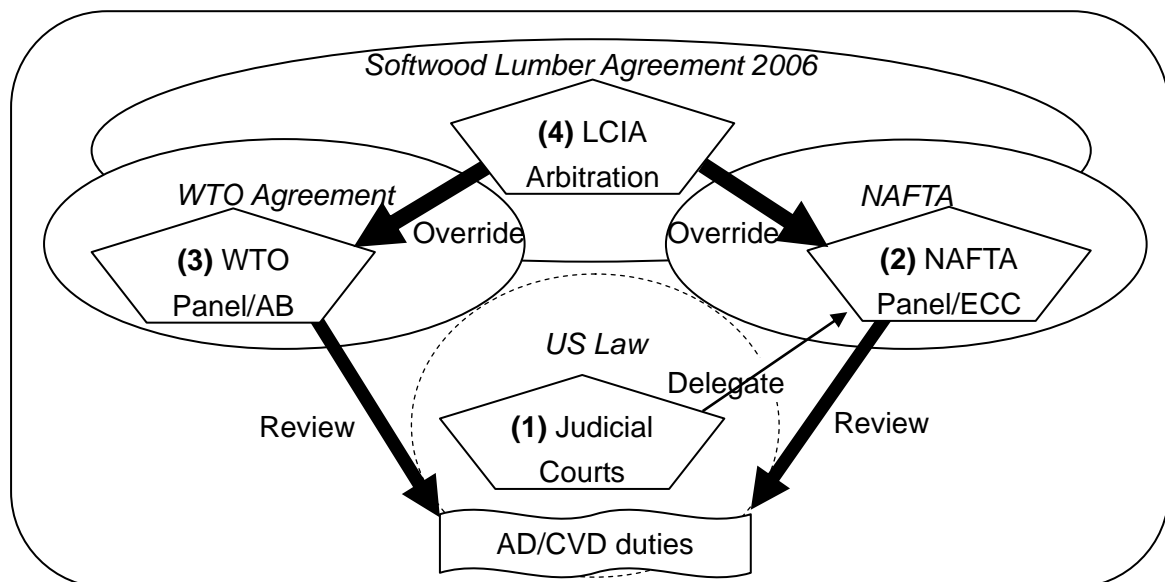 Softwood Lumber Agreement 2006
(4) LCIA
Arbitration
WTO Agreement
NAFTA
Override
Override
(3) WTO
Panel/AB
(2) NAFTA
Panel/ECC
US Law
Delegate
Review
Review
(1) Judicial
Courts
AD/CVD duties